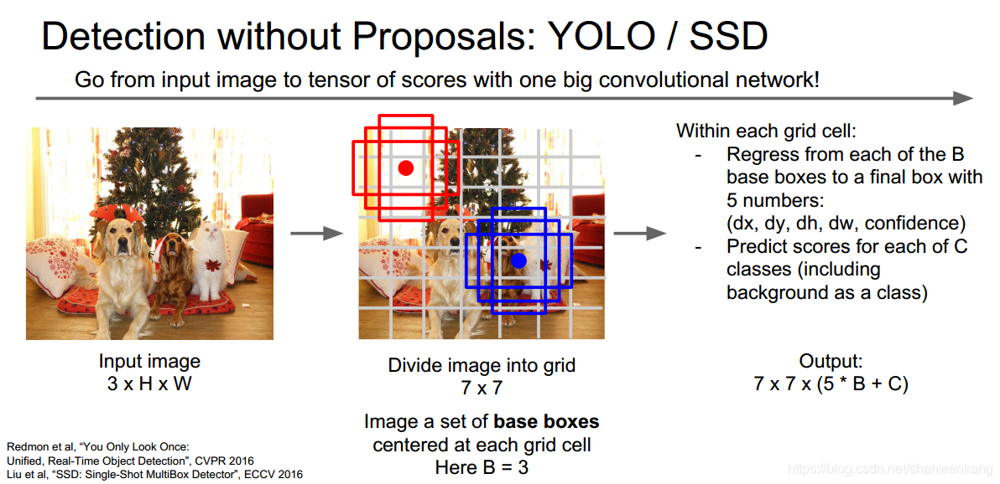 Detection without Proposals: YOLO / SSD
Go from input image to tensor of scores with one big convolutional network!
Input image
3 x H x W
Divide image into grid
7 x 7
Image a set of base boxes
centered at each grid cell
Here B = 3
Within each grid cell:
- Regress from each of the B
base boxes to a final box with
5 numbers:
(dx, dy, dh, dw, confidence)
- Predict scores for each of C
classes (including
background as a class)
Output:
7 x 7 x (5 * B + C)
Redmon et al, “You Only Look Once:
Unified, Real-Time Object Detection”, CVPR 2016
Liu et al, “SSD: Single-Shot MultiBox Detector”, ECCV 2016
https://blog.csdn.net/shanwenkang